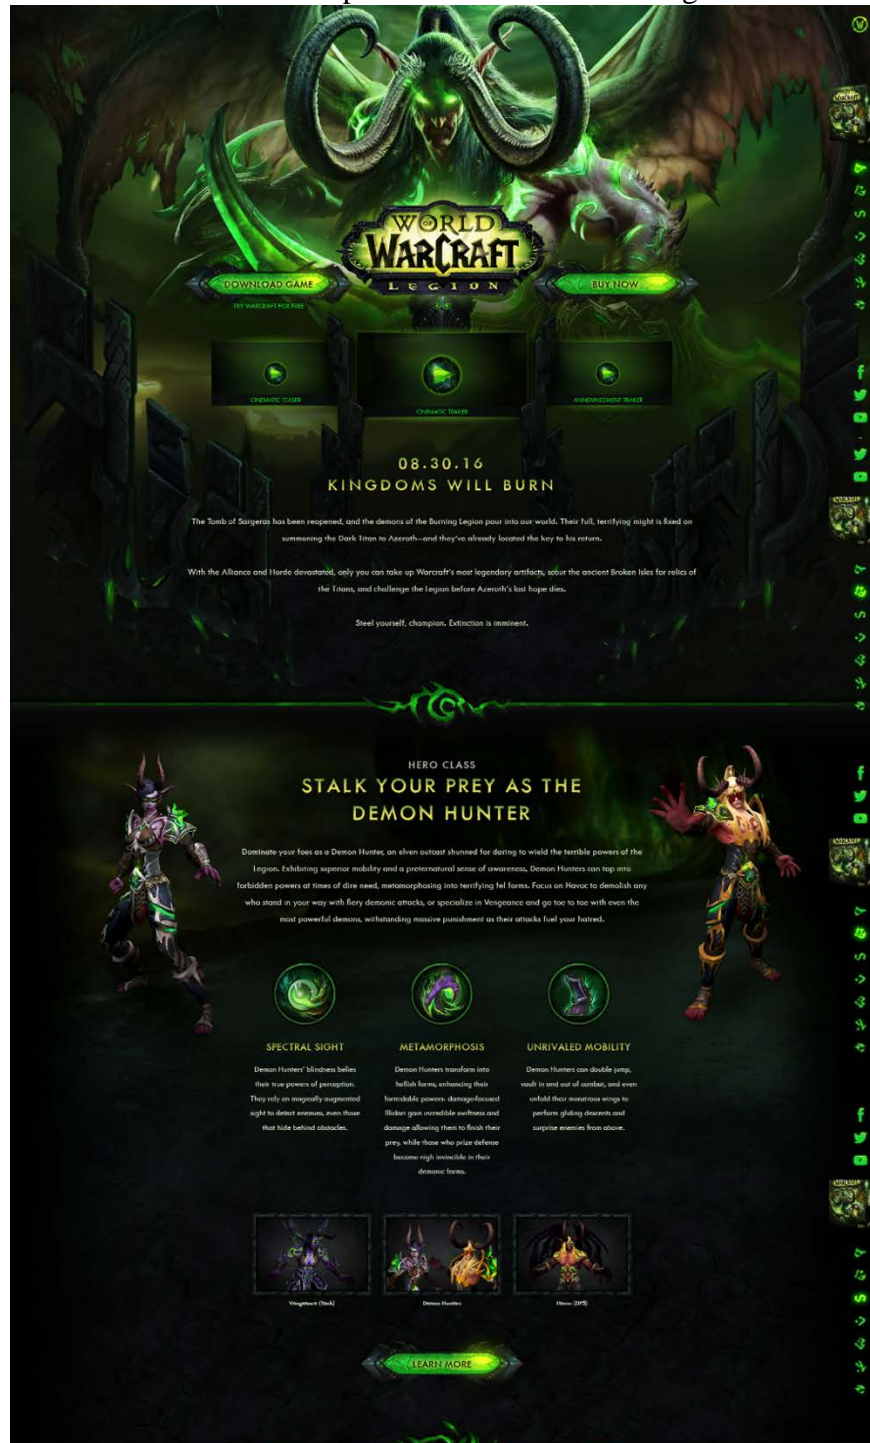 WORLD
OF
WARCRAFT
LEGION
DOWNLOAD GAME
BUY NOW
WARCRAFT FOR FREE
CINEMATIC TEASER
CINEMATIC TRAILER
ANNOUNCEMENT TRAILER
08.30.16
KINGDOMS WILL BURN
The Tomb of Sargeras has been reopened, and the demons of the Burning Legion pour into our world. Their full, terrifying might is fixed on
summoning the Dark Titan to Azeroth—and they've already located the key to his return.
With the Alliance and Horde devastated, only you can take up Warcraft's most legendary artifacts, scour the ancient Broken Isles for relics of
the Titans, and challenge the Legion before Azeroth's last hope dies.
Steel yourself, champion. Extinction is imminent.
HERO CLASS
STALK YOUR PREY AS THE
DEMON HUNTER
Dominate your foes as a Demon Hunter, an elven outcast shunned for daring to wield the terrible powers of the
Legion. Exhibiting superior mobility and a preternatural sense of awareness, Demon Hunters can tap into
forbidden powers at times of dire need, metamorphosing into terrifying fel forms. Focus on Havoc to demolish any
who stand in your way with fiery demonic attacks, or specialize in Vengeance and go toe to toe with even the
most powerful demons, withstanding massive punishment as their attacks fuel your hatred.
SPECTRAL SIGHT
Demon Hunters' blindness belies
their true powers of perception.
They rely on magically augmented
sight to detect enemies, even those
that hide behind obstacles.
METAMORPHOSIS
Demon Hunters transform into
hellish forms, enhancing their
formidable powers: damage-focused
Illidari gain incredible swiftness and
damage allowing them to finish their
prey, while those who prize defense
become nigh invincible in their
demonic forms.
UNRIVALED MOBILITY
Demon Hunters can double jump,
vault in and out of combat, and even
unfold their monstrous wings to
perform gliding descents and
surprise enemies from above.
Vengeance (Tank)
Demon Hunters
Havoc (DPS)
LEARN MORE